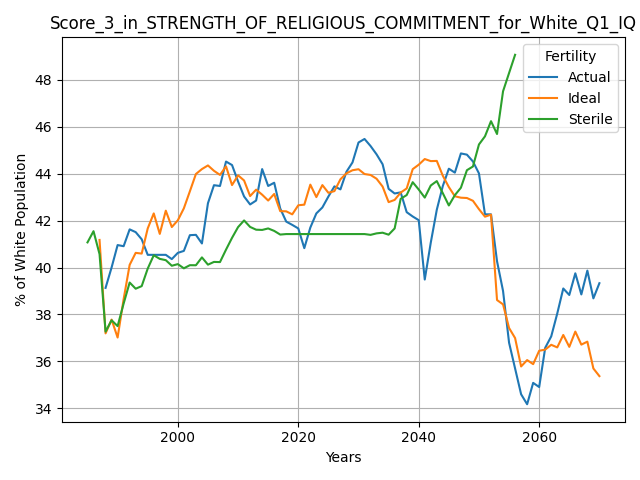 Score_3_in_STRENGTH_OF_RELIGIOUS_COMMITMENT_for_White_Q1_IQ
Fertility
Actual
Ideal
Sterile
% of White Population
48
46
44
42
40
38
36
34
2000
2020
2040
2060
Years